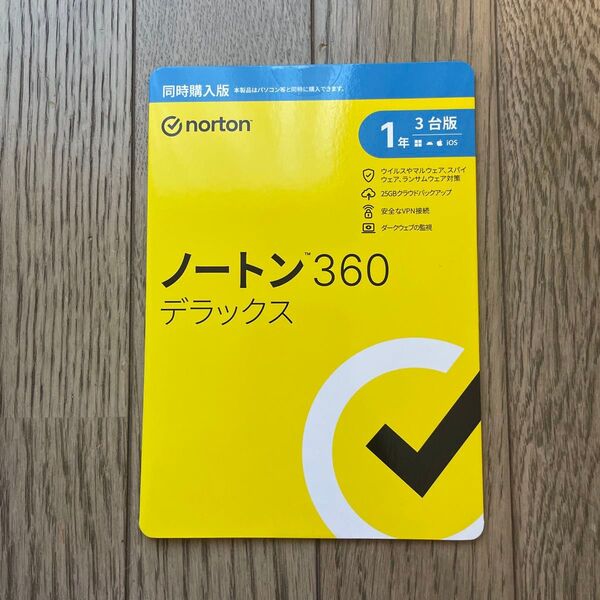 同時購入版 本製品はパソコン等と同時に購入できます。
norton
1年 3台版
iOS
ウイルスやマルウェア、スパイ
ウェア、ランサムウェア対策
25GBクラウドバックアップ
安全なVPN接続
ダークウェブの監視
ノートン™ 360
デラックス